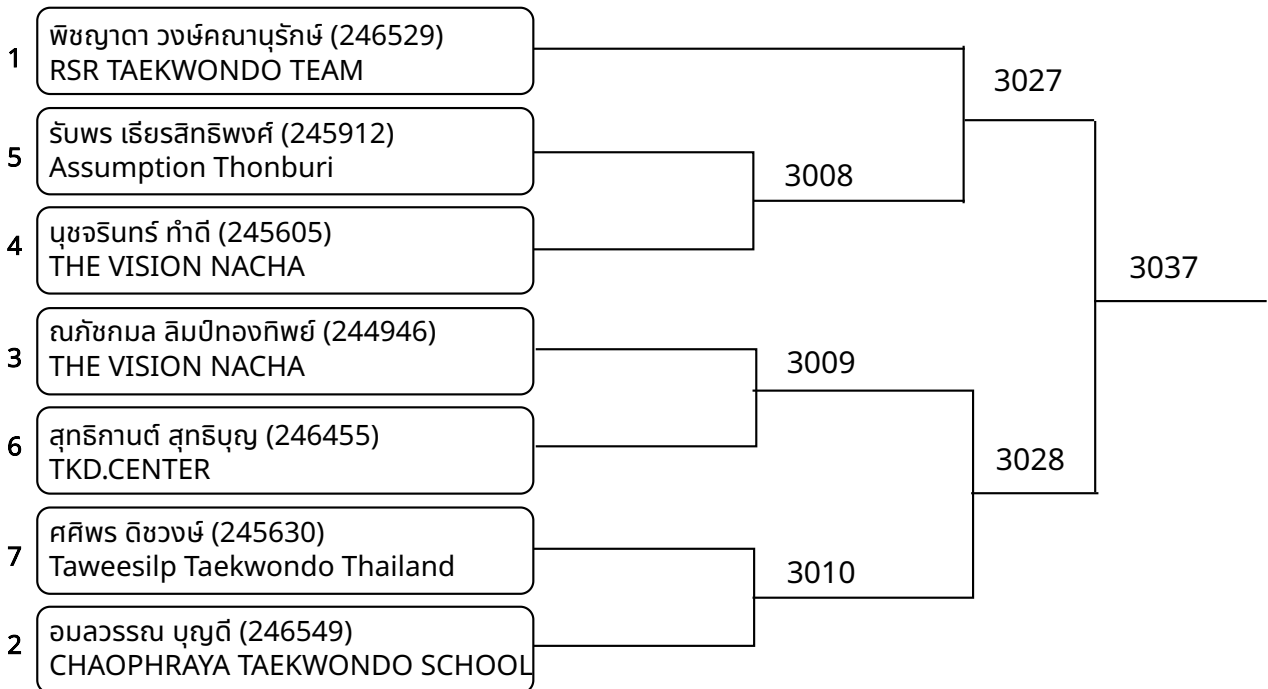 1
พิชญาดา วงษ์คณานุรักษ์ (246529)
RSR TAEKWONDO TEAM
3027
5
รับพร เธียรสิทธิพงศ์ (245912)
Assumption Thonburi
3008
4
นุชจรินทร์ ทำดี (245605)
THE VISION NACHA
3037
3
ณภัชกมล ลิมป์ทองทิพย์ (244946)
THE VISION NACHA
3009
6
สุทธิกานต์ สุทธิบุญ (246455)
TKD.CENTER
3028
7
ศศิพร ดิชวงษ์ (245630)
Taweesilp Taekwondo Thailand
3010
2
อมลวรรณ บุญดี (246549)
CHAOPHRAYA TAEKWONDO SCHOOL